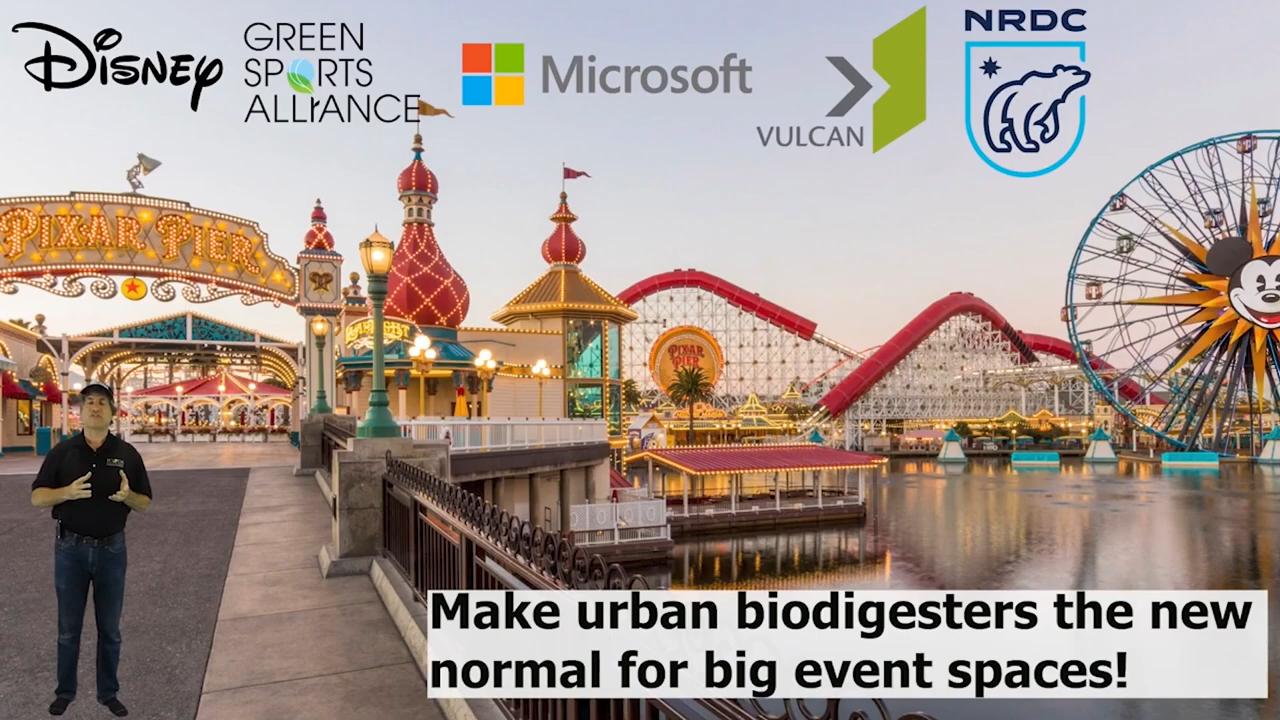 DISNEY
GREEN
SPORTS
ALLIANCE
Microsoft
VULCAN
NRDC
PIXAR PIER
PIXAR
PIER
Make urban biodigesters the new
normal for big event spaces!